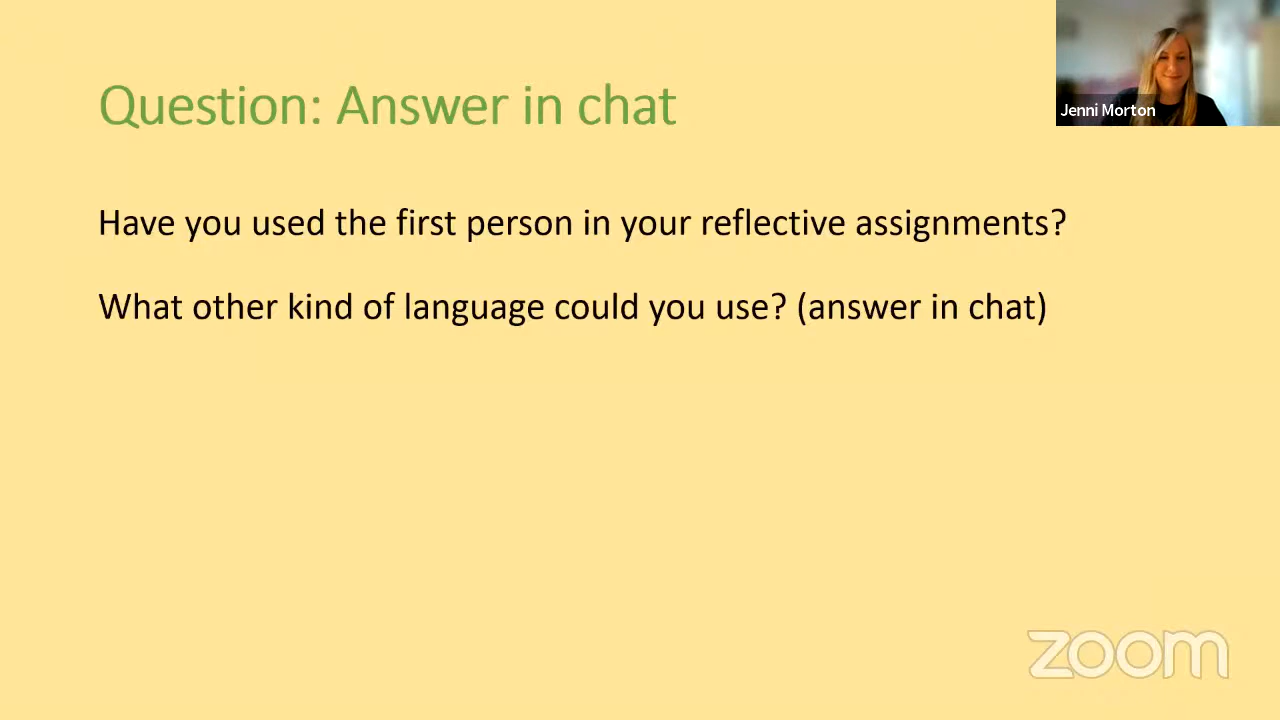 Question: Answer in chat
Jenni Morton
Have you used the first person in your reflective assignments?
What other kind of language could you use? (answer in chat)
zoom